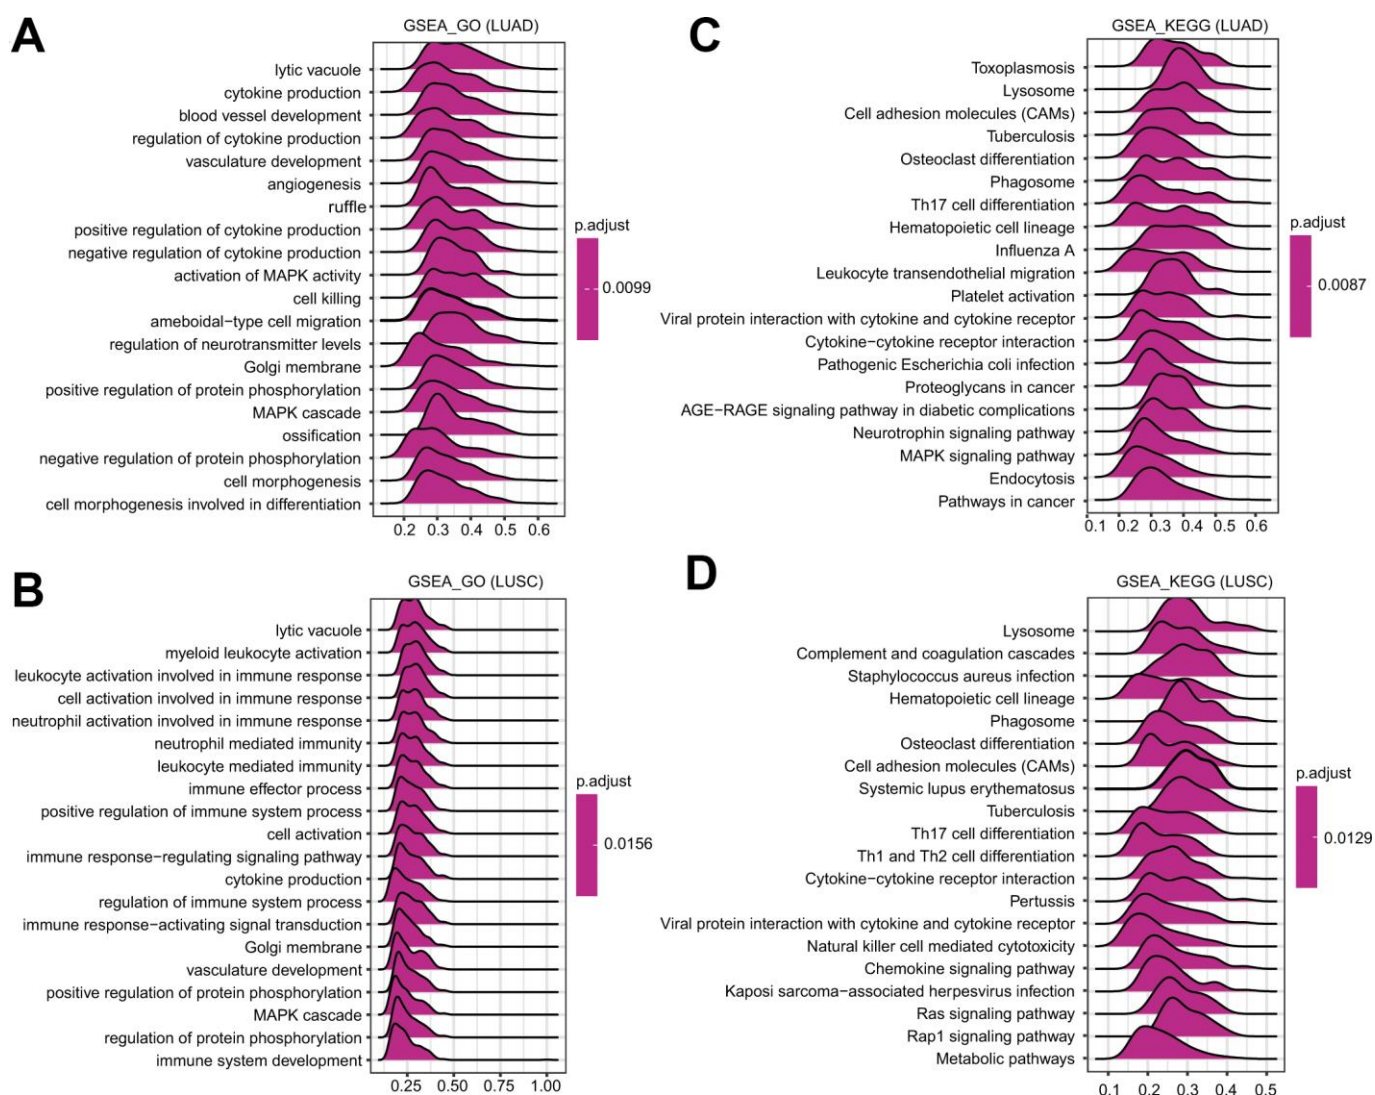 A
GSEA_GO (LUAD)
lytic vacuole
cytokine production
blood vessel development
regulation of cytokine production
vasculature development
angiogenesis
ruffle
positive regulation of cytokine production
negative regulation of cytokine production
activation of MAPK activity
cell killing
ameboidal−type cell migration
regulation of neurotransmitter levels
Golgi membrane
positive regulation of protein phosphorylation
MAPK cascade
ossification
negative regulation of protein phosphorylation
cell morphogenesis
cell morphogenesis involved in differentiation
0.2 0.3 0.4 0.5 0.6
p.adjust
0.0099
C
GSEA_KEGG (LUAD)
Toxoplasmosis
Lysosome
Cell adhesion molecules (CAMs)
Tuberculosis
Osteoclast differentiation
Phagosome
Th17 cell differentiation
Hematopoietic cell lineage
Influenza A
Leukocyte transendothelial migration
Platelet activation
Viral protein interaction with cytokine and cytokine receptor
Cytokine−cytokine receptor interaction
Pathogenic Escherichia coli infection
Proteoglycans in cancer
AGE−RAGE signaling pathway in diabetic complications
Neurotrophin signaling pathway
MAPK signaling pathway
Endocytosis
Pathways in cancer
0.1 0.2 0.3 0.4 0.5 0.6
p.adjust
0.0087
B
GSEA_GO (LUSC)
lytic vacuole
myeloid leukocyte activation
leukocyte activation involved in immune response
cell activation involved in immune response
neutrophil activation involved in immune response
neutrophil mediated immunity
leukocyte mediated immunity
immune effector process
positive regulation of immune system process
cell activation
immune response−regulating signaling pathway
cytokine production
regulation of immune system process
immune response−activating signal transduction
Golgi membrane
vasculature development
positive regulation of protein phosphorylation
MAPK cascade
regulation of protein phosphorylation
immune system development
0.25 0.50 0.75 1.00
p.adjust
0.0156
D
GSEA_KEGG (LUSC)
Lysosome
Complement and coagulation cascades
Staphylococcus aureus infection
Hematopoietic cell lineage
Phagosome
Osteoclast differentiation
Cell adhesion molecules (CAMs)
Systemic lupus erythematosus
Tuberculosis
Th17 cell differentiation
Th1 and Th2 cell differentiation
Cytokine−cytokine receptor interaction
Pertussis
Viral protein interaction with cytokine and cytokine receptor
Natural killer cell mediated cytotoxicity
Chemokine signaling pathway
Kaposi sarcoma−associated herpesvirus infection
Ras signaling pathway
Rap1 signaling pathway
Metabolic pathways
0.1 0.2 0.3 0.4 0.5
p.adjust
0.0129